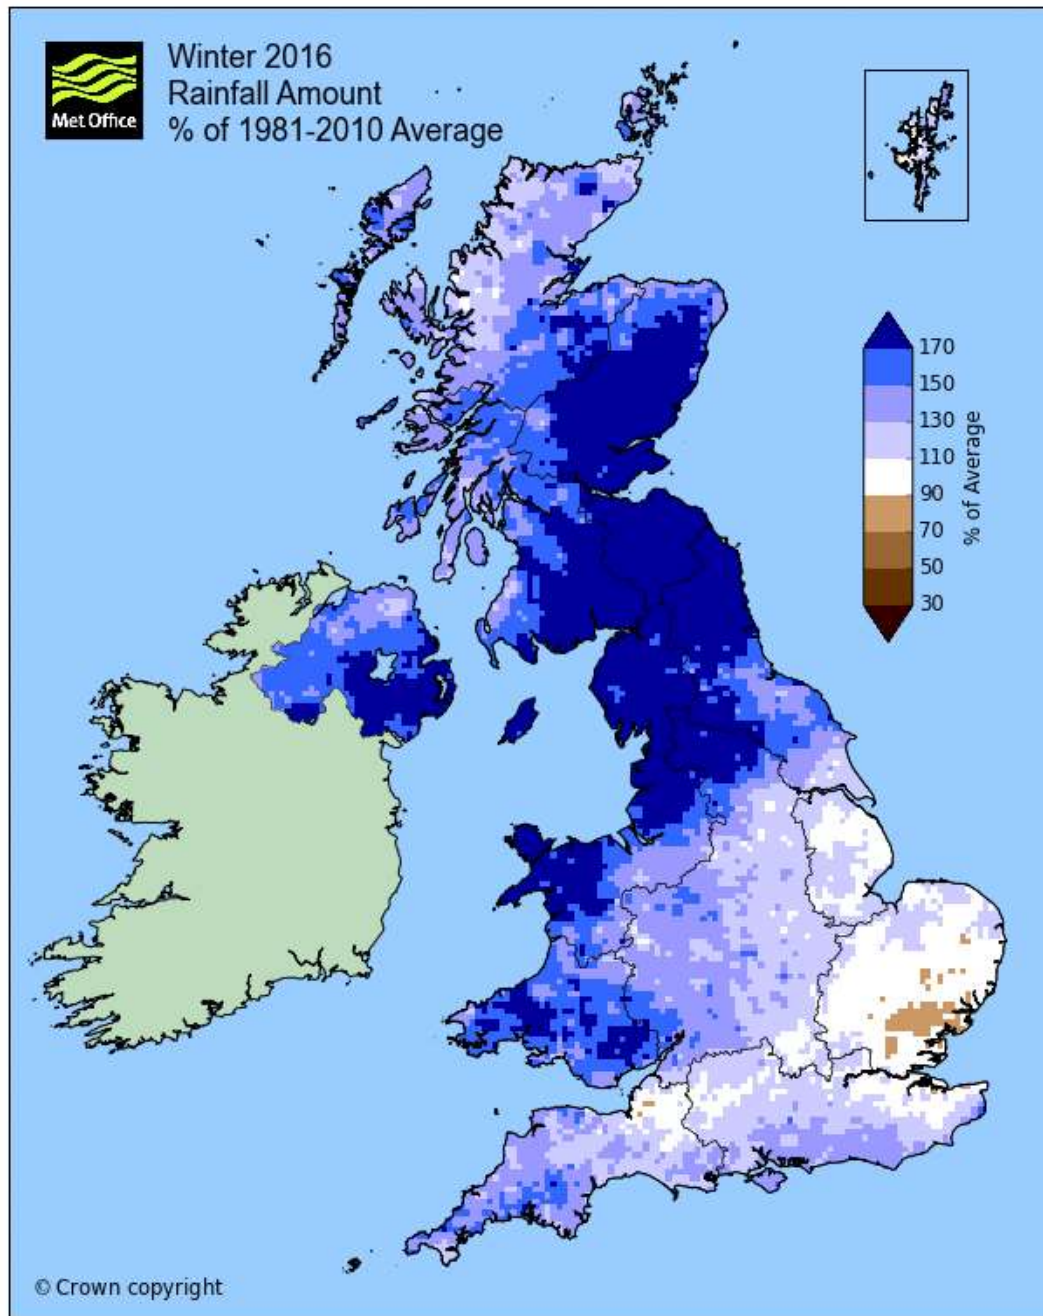 Met Office
Winter 2016
Rainfall Amount
% of 1981-2010 Average
170
150
130
110
90
70
50
30
% of Average
© Crown copyright